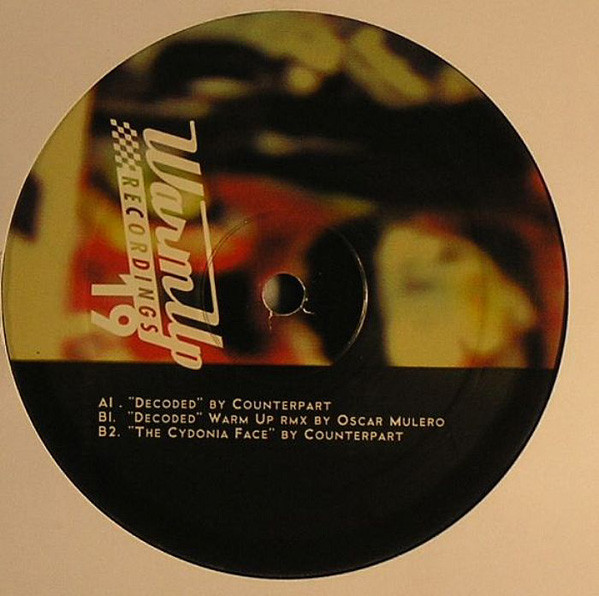 WarmUp
RECORDINGS
19
A1. "DECODED" BY COUNTERPART
B1. "DECODED" WARM UP RMX BY OSCAR MULERO
B2. "THE CYDONIA FACE" BY COUNTERPART